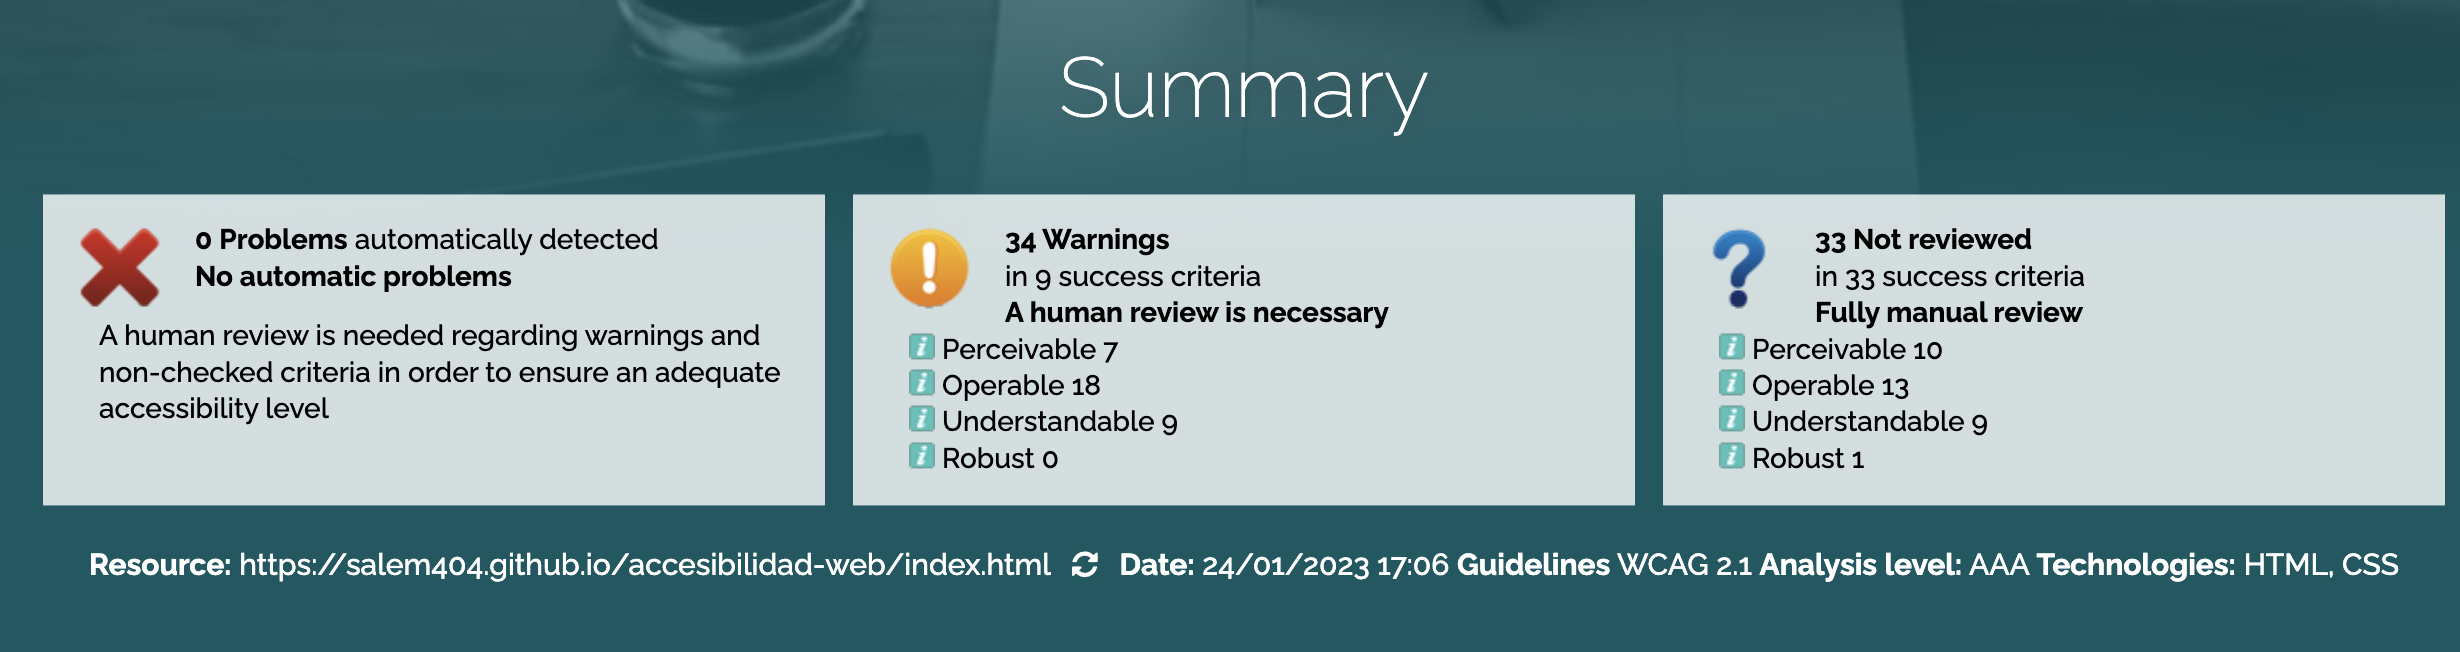 Summary
0 Problems automatically detected
No automatic problems
A human review is needed regarding warnings and
non-checked criteria in order to ensure an adequate
accessibility level
34 Warnings
in 9 success criteria
A human review is necessary
Perceivable 7
Operable 18
Understandable 9
Robust 0
33 Not reviewed
in 33 success criteria
Fully manual review
Perceivable 10
Operable 13
Understandable 9
Robust 1
Resource: https://salem404.github.io/accesibilidad-web/index.html Date: 24/01/2023 17:06 Guidelines WCAG 2.1 Analysis level: AAA Technologies: HTML, CSS